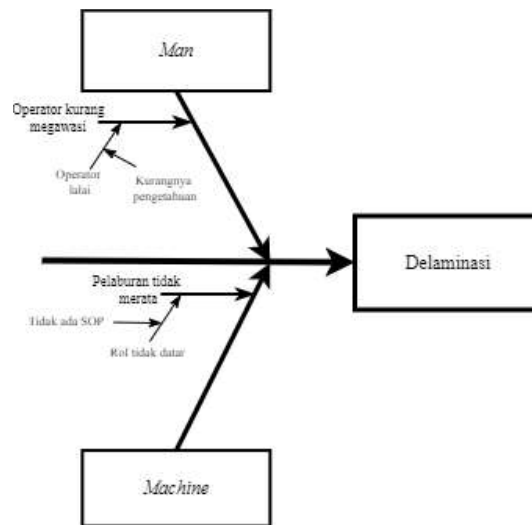 Man
Operator kurang
megawasi
Operator
lalai
Kurangnya
pengetahuan
Delaminasi
Pelaburan tidak
merata
Tidak ada SOP
Rol tidak datar
Machine